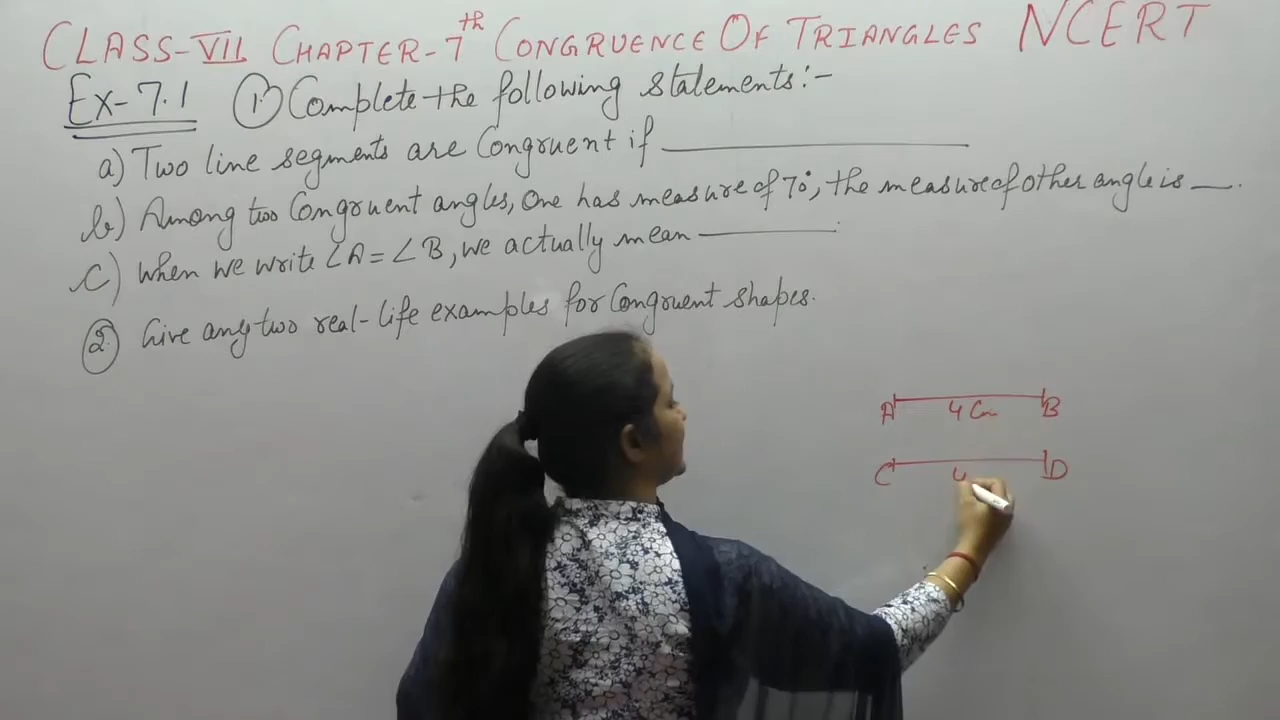 CLASS-VII CHAPTER-7th CONGRUENCE OF TRIANGLES NCERT
Ex-7.1 (1) Complete the following statements:-
a) Two line segments are Congruent if ________
b) Among two Congruent angles, One has measure of 70°, the measure of other angle is __.
c) When we write ∠A = ∠B, we actually mean ________.
(2) Give any two real-life examples for Congruent shapes.
A 4 Cm B
C 4 D